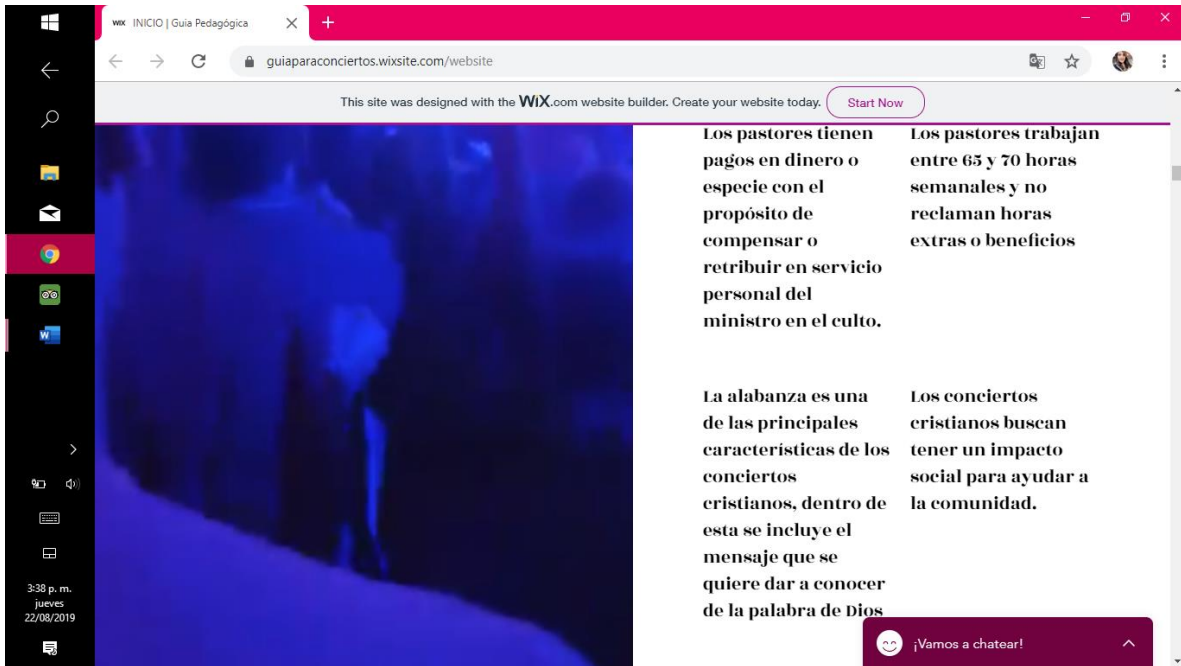 WiX INICIO | Guia Pedagógica
guiaparaconciertos.wixsite.com/website
This site was designed with the WiX.com website builder. Create your website today.
Start Now
Los pastores tienen
pagos en dinero o
especie con el
propósito de
compensar o
retribuir en servicio
personal del
ministro en el culto.
Los pastores trabajan
entre 65 y 70 horas
semanales y no
reclaman horas
extras o beneficios
La alabanza es una
de las principales
características de los
conciertos
cristianos, dentro de
esta se incluye el
mensaje que se
quiere dar a conocer
de la palabra de Dios
Los conciertos
cristianos buscan
tener un impacto
social para ayudar a
la comunidad.
¡Vamos a chatear!
W
3:38 p. m.
jueves
22/08/2019